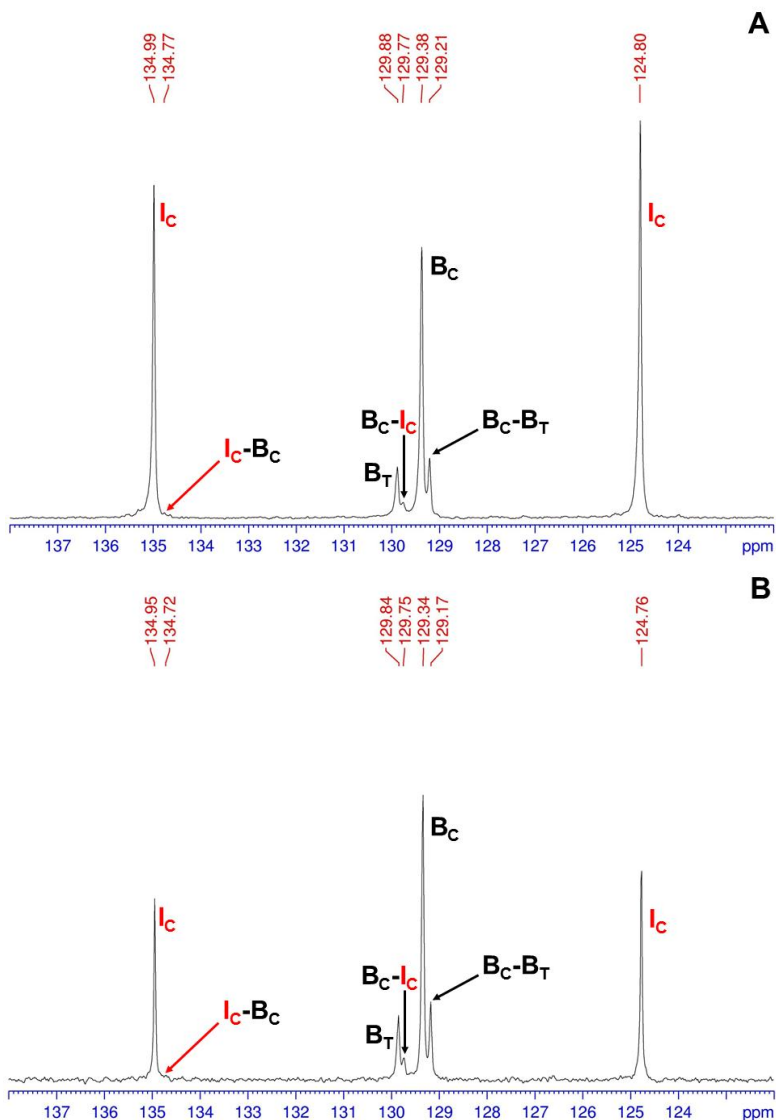 A
134.99
134.77
129.88
129.77
129.38
129.21
124.80
IC
IC
BC
BC-IC
BC-BT
IC-BC
BT
137 136 135 134 133 132 131 130 129 128 127 126 125 124 ppm
B
134.95
134.72
129.84
129.75
129.34
129.17
124.76
BC
IC
IC
BC-IC
BC-BT
IC-BC
BT
137 136 135 134 133 132 131 130 129 128 127 126 125 124 ppm